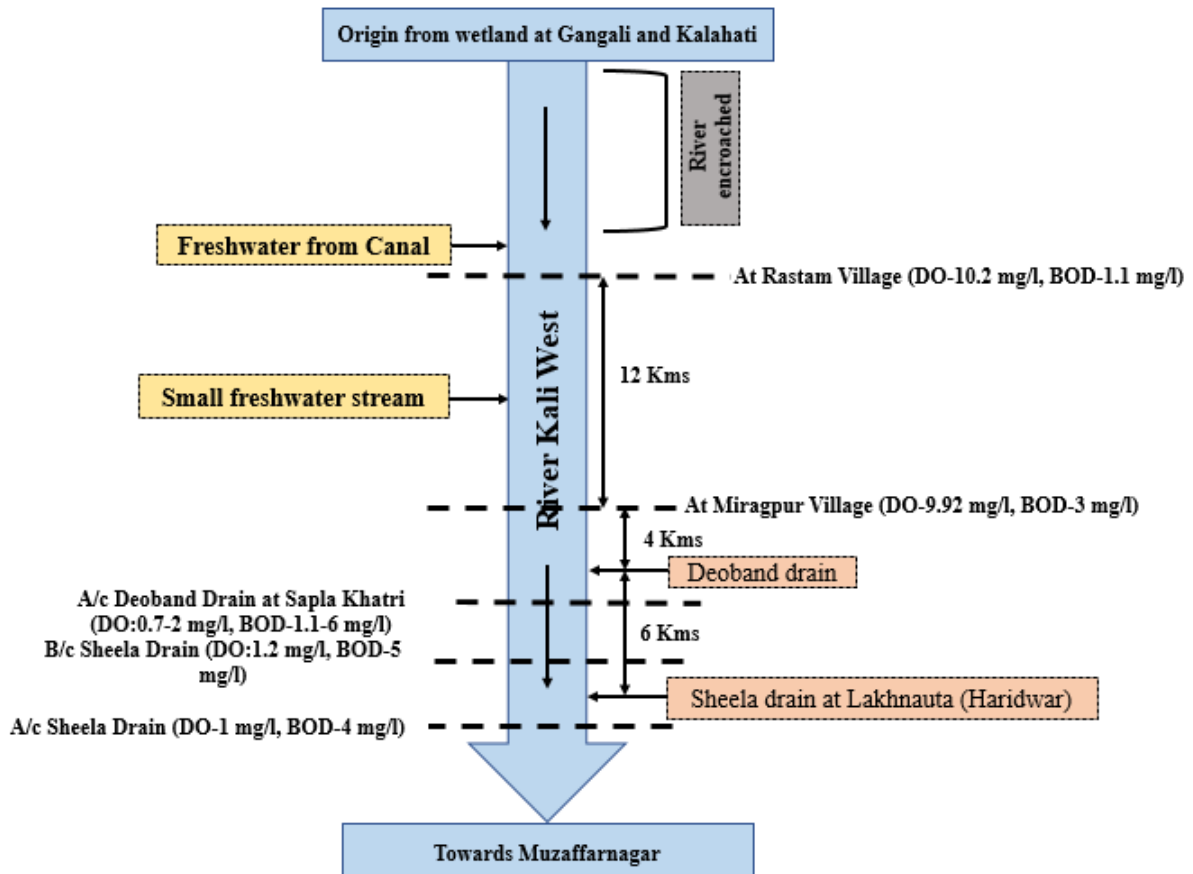 Origin from wetland at Gangali and Kalahati
River
encroached
Freshwater from Canal
At Rastam Village (DO-10.2 mg/l, BOD-1.1 mg/l)
River Kali West
12 Kms
Small freshwater stream
At Miragpur Village (DO-9.92 mg/l, BOD-3 mg/l)
4 Kms
Deoband drain
A/c Deoband Drain at Sapla Khatri
(DO:0.7-2 mg/l, BOD-1.1-6 mg/l)
B/c Sheela Drain (DO:1.2 mg/l, BOD-5
mg/l)
6 Kms
Sheela drain at Lakhnauta (Haridwar)
A/c Sheela Drain (DO-1 mg/l, BOD-4 mg/l)
Towards Muzaffarnagar